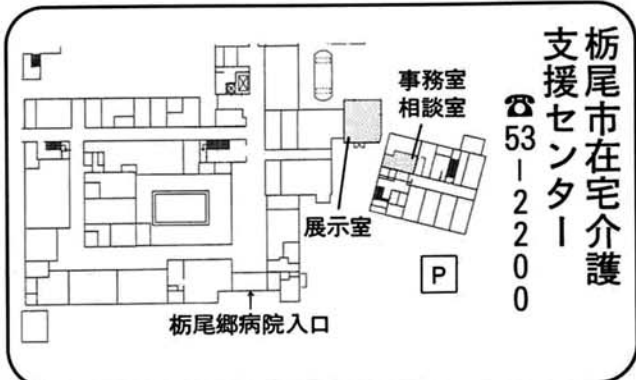 栃尾市在宅介護
支援センター
☎53－2200
事務室
相談室
展示室
P
栃尾郷病院入口